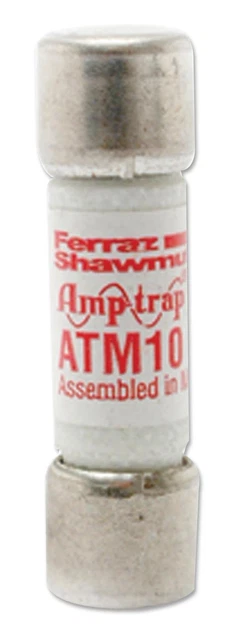 Ferraz
Shawmu
Amp-trap
ATM10
Assembled in